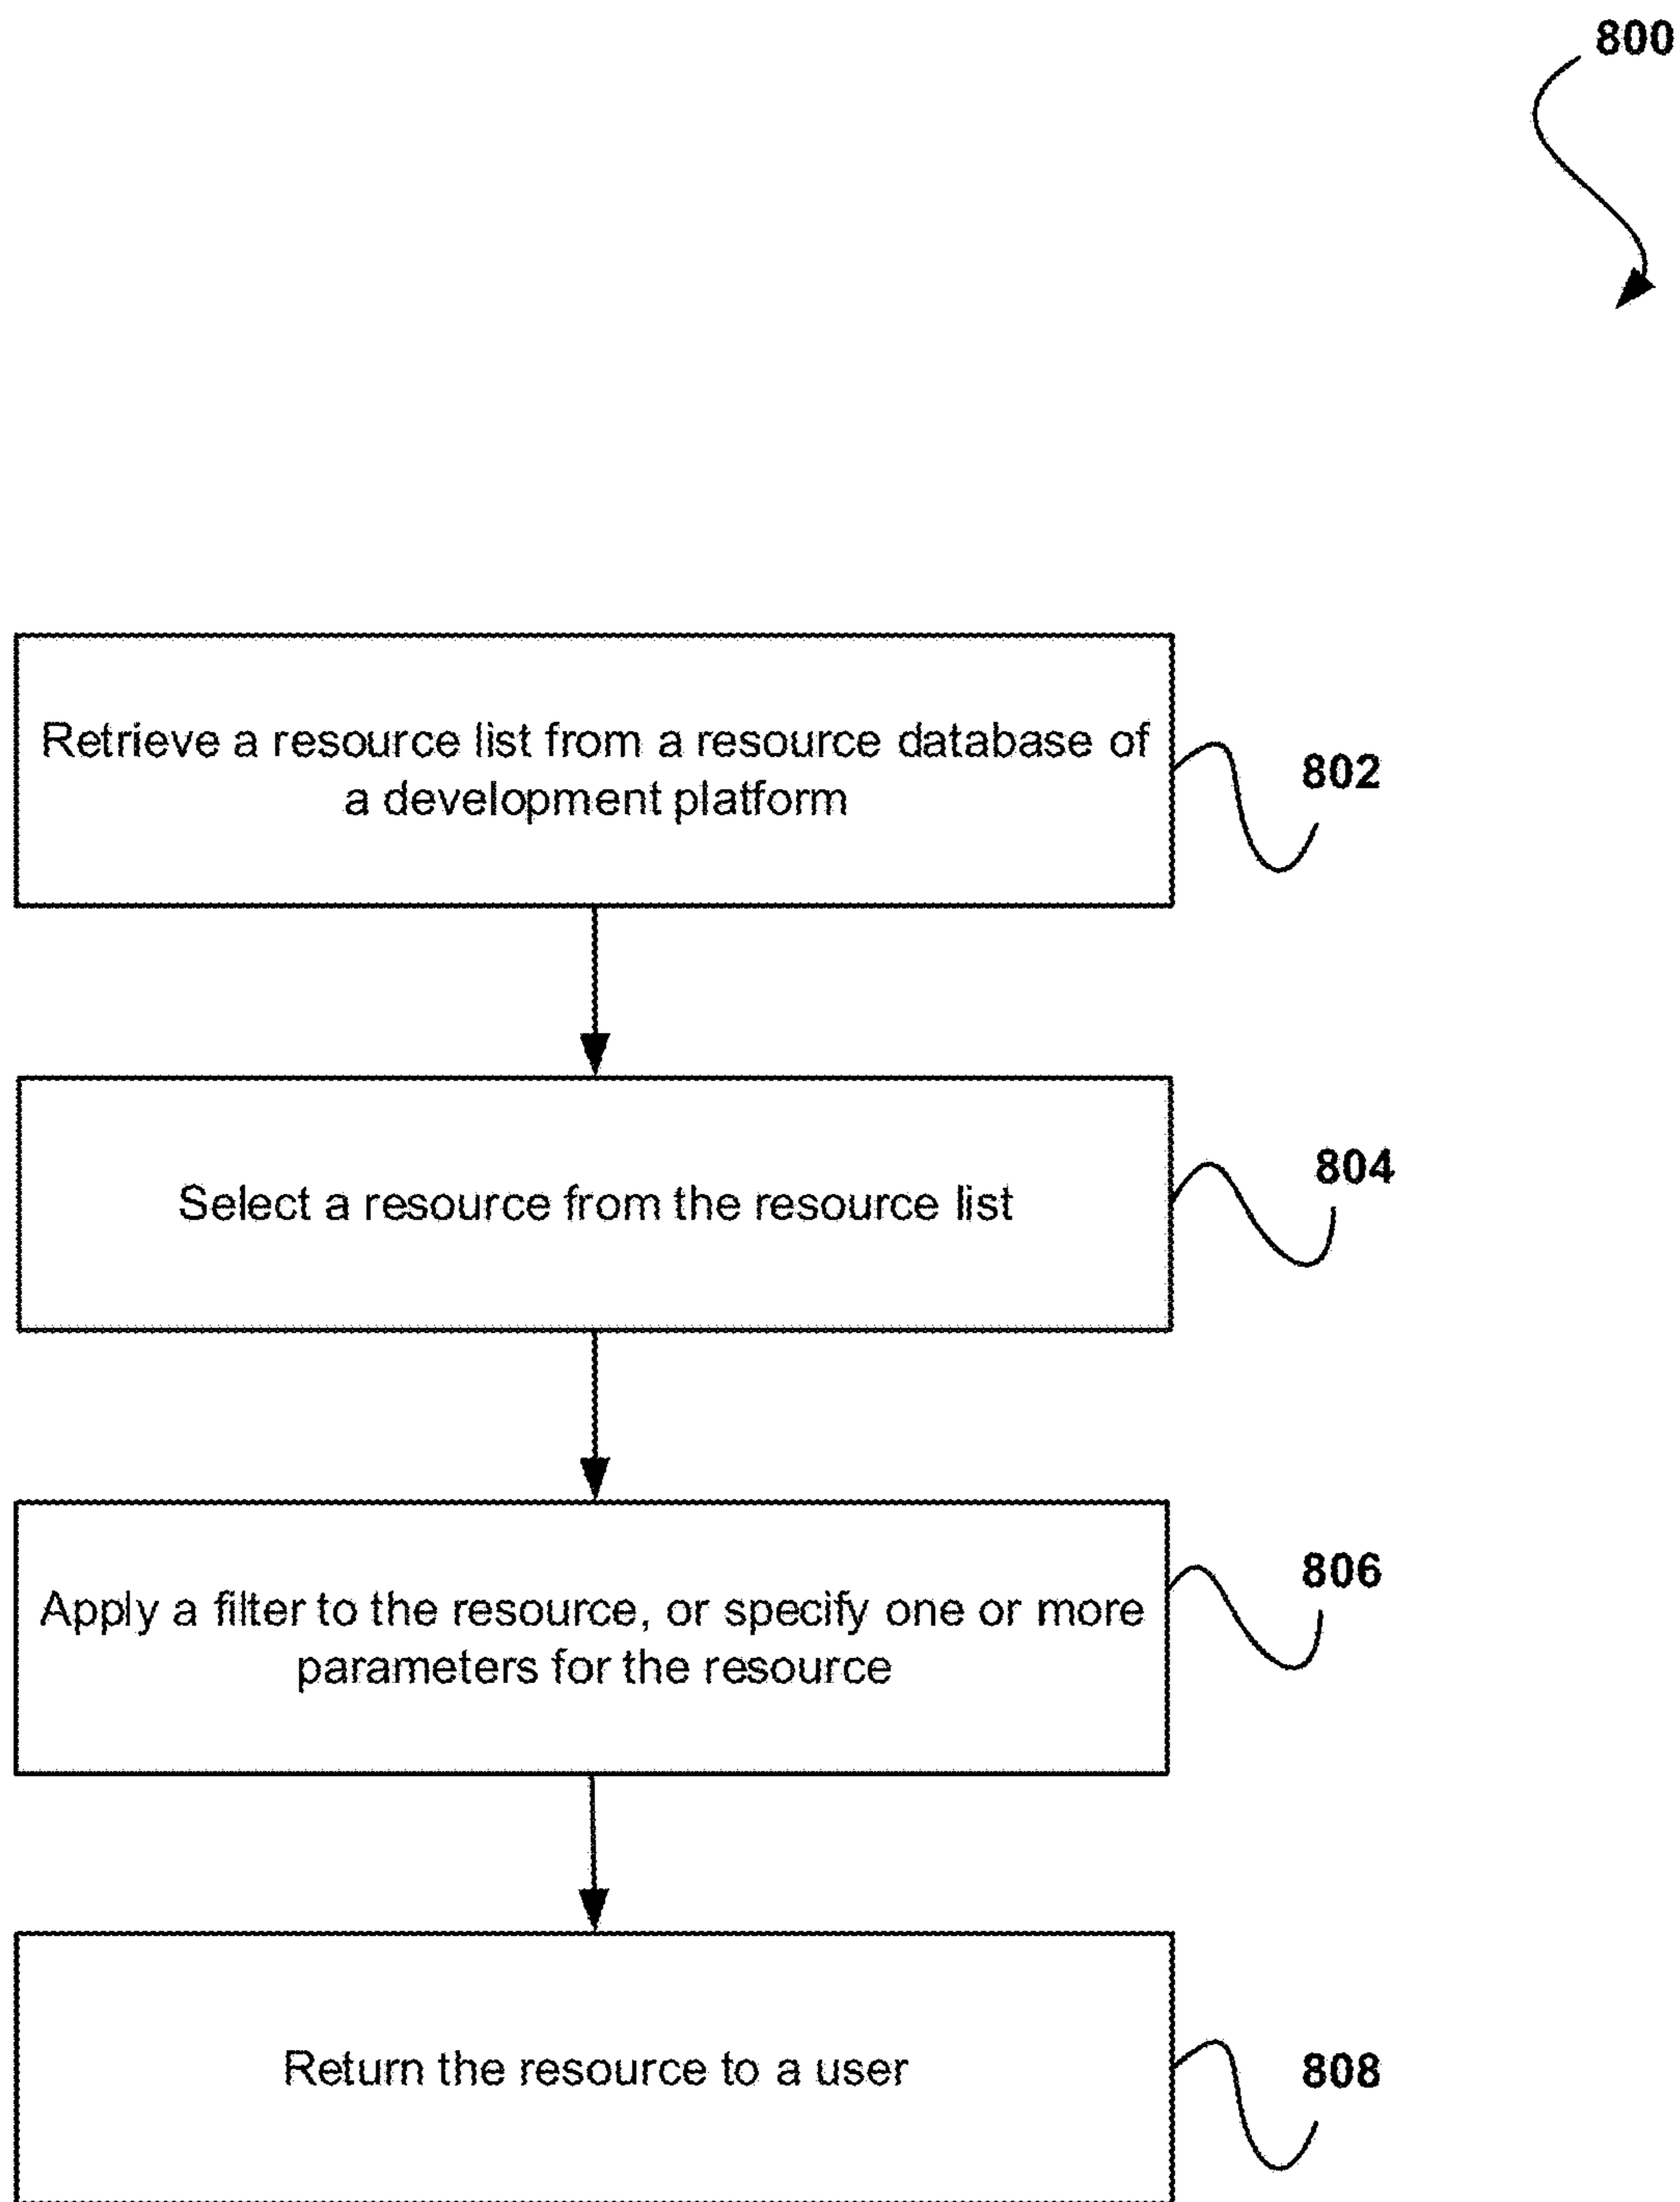 800
Retrieve a resource list from a resource database of
a development platform
802
Select a resource from the resource list
804
Apply a filter to the resource, or specify one or more
parameters for the resource
806
Return the resource to a user
808